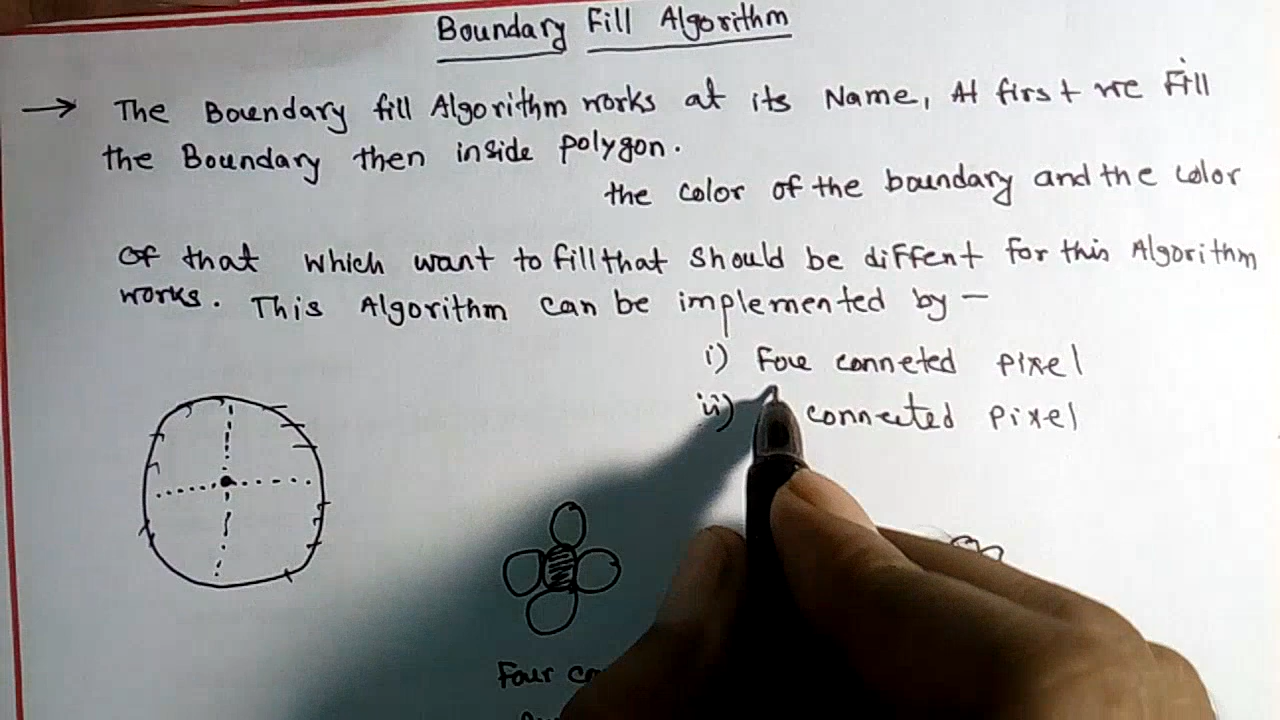 Boundary Fill Algorithm
→ The Boundary fill Algorithm works at its Name, At first we Fill
the Boundary then inside polygon.
the color of the boundary and the color
of that which want to fill that should be diffent for this Algorithm
works. This Algorithm can be implemented by —
i) Four conneted pixel
ii) connected pixel
Four